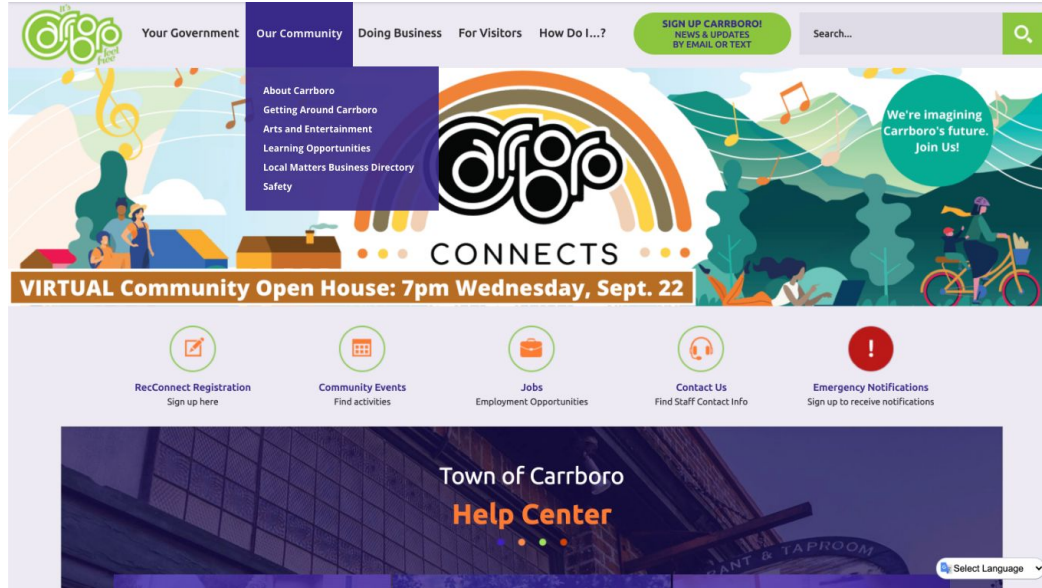 It's
Carrboro
feel
free
Your Government
Our Community
Doing Business
For Visitors
How Do I...?
SIGN UP CARRBORO!
NEWS & UPDATES
BY EMAIL OR TEXT
Search...
About Carrboro
Getting Around Carrboro
Arts and Entertainment
Learning Opportunities
Local Matters Business Directory
Safety
Carrboro
CONNECTS
We're imagining
Carrboro's future.
Join Us!
VIRTUAL Community Open House: 7pm Wednesday, Sept. 22
RecConnect Registration
Sign up here
Community Events
Find activities
Jobs
Employment Opportunities
Contact Us
Find Staff Contact Info
!
Emergency Notifications
Sign up to receive notifications
Town of Carrboro
Help Center
& TAPROOM
Select Language